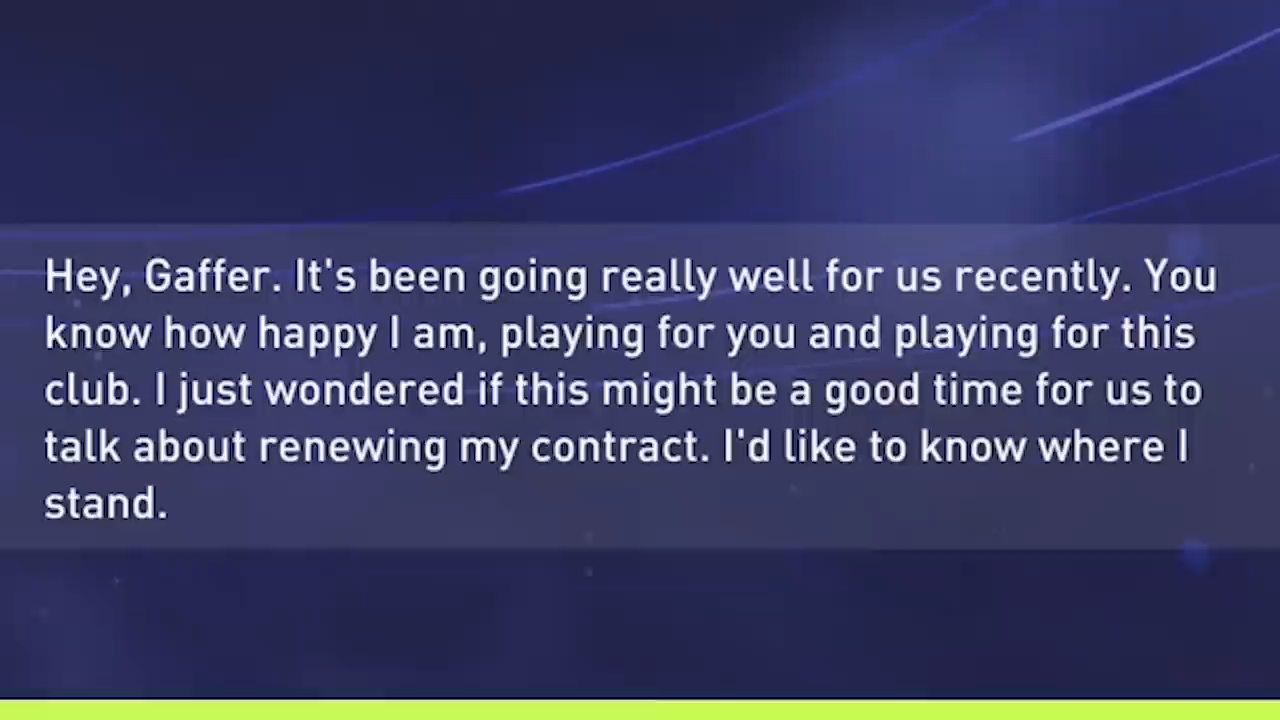 Hey, Gaffer. It's been going really well for us recently. You
know how happy I am, playing for you and playing for this
club. I just wondered if this might be a good time for us to
talk about renewing my contract. I'd like to know where I
stand.